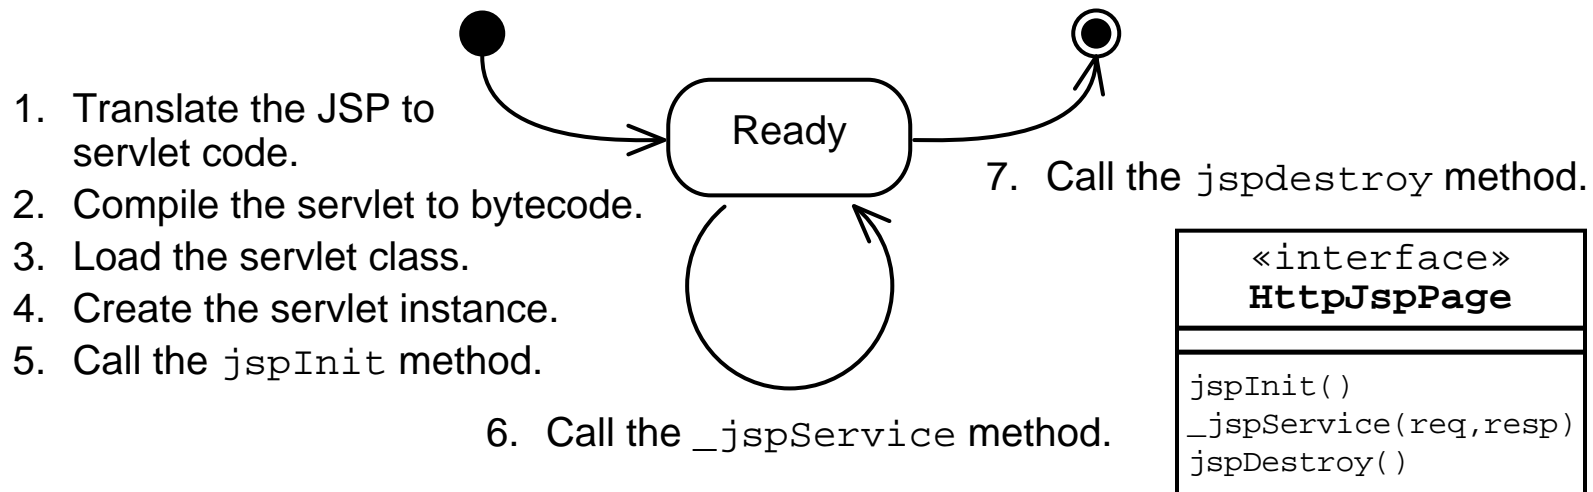 1. Translate the JSP to
servlet code.
2. Compile the servlet to bytecode.
3. Load the servlet class.
4. Create the servlet instance.
5. Call the jspInit method.
Ready
6. Call the _jspService method.
7. Call the jspdestroy method.
«interface»
HttpJspPage
jspInit()
_jspService(req,resp)
jspDestroy()